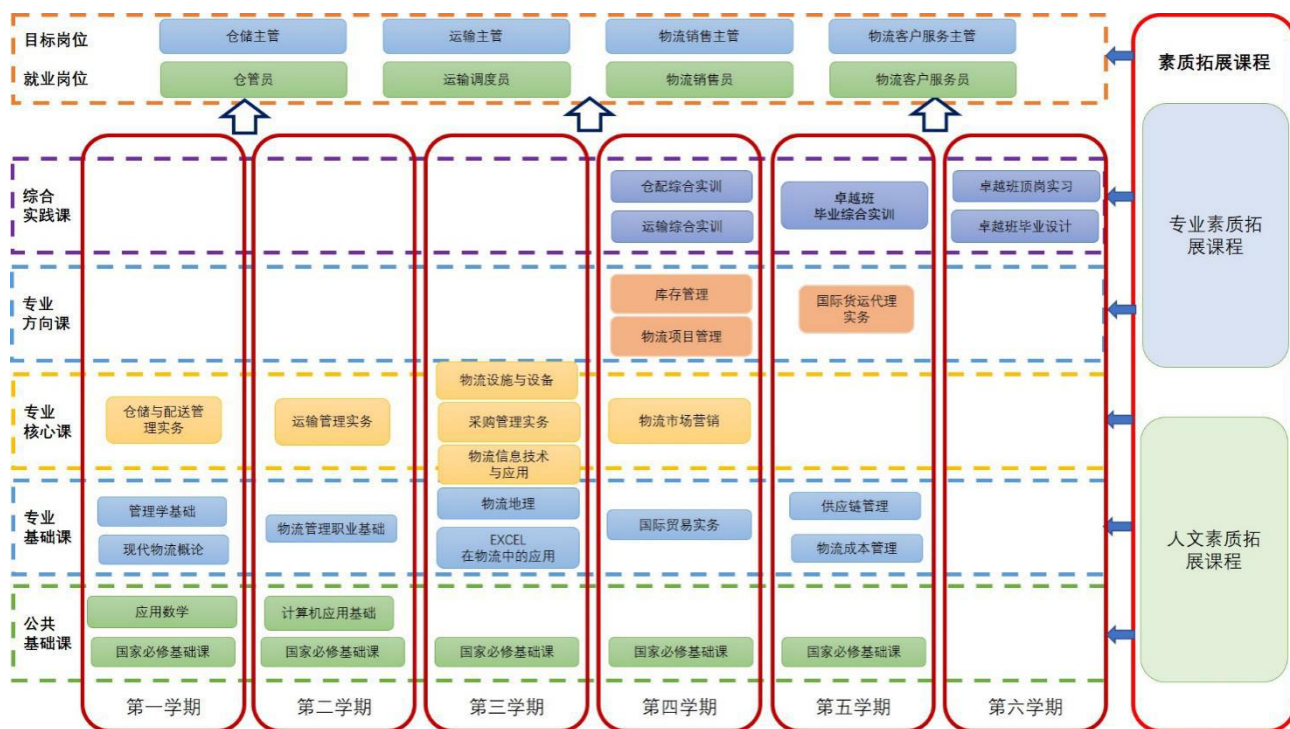 目标岗位
仓储主管
运输主管
物流销售主管
物流客户服务主管
就业岗位
仓管员
运输调度员
物流销售员
物流客户服务员
素质拓展课程
综合
实践课
仓配综合实训
运输综合实训
卓越班
毕业综合实训
卓越班顶岗实习
卓越班毕业设计
专业素质拓
展课程
专业
方向课
库存管理
物流项目管理
国际货运代理
实务
专业
核心课
仓储与配送管
理实务
运输管理实务
物流设施与设备
采购管理实务
物流信息技术
与应用
物流市场营销
专业
基础课
管理学基础
现代物流概论
物流管理职业基础
物流地理
EXCEL
在物流中的应用
国际贸易实务
供应链管理
物流成本管理
人文素质拓
展课程
公共
基础课
应用数学
计算机应用基础
国家必修基础课
国家必修基础课
国家必修基础课
国家必修基础课
国家必修基础课
第一学期
第二学期
第三学期
第四学期
第五学期
第六学期